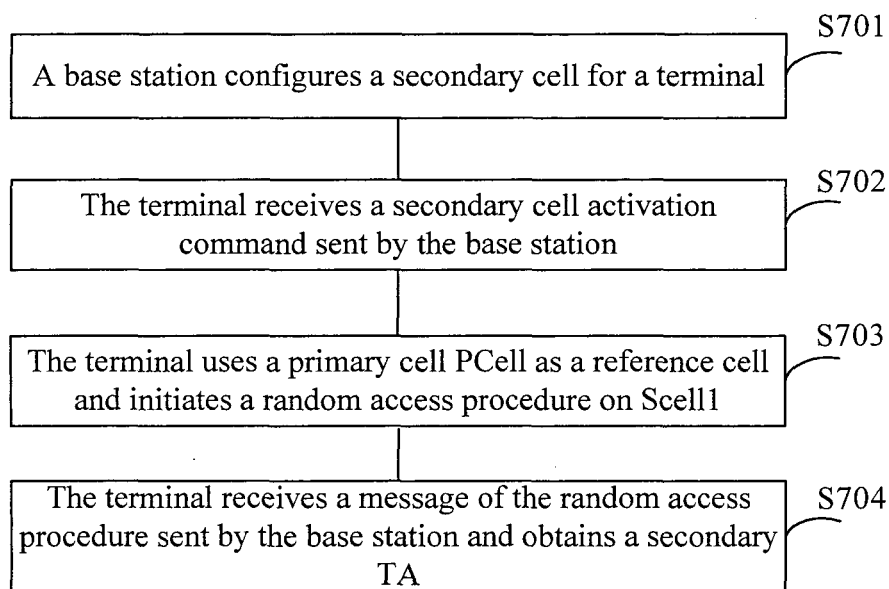 S701
A base station configures a secondary cell for a terminal
S702
The terminal receives a secondary cell activation
command sent by the base station
S703
The terminal uses a primary cell PCell as a reference cell
and initiates a random access procedure on Scell1
S704
The terminal receives a message of the random access
procedure sent by the base station and obtains a secondary
TA